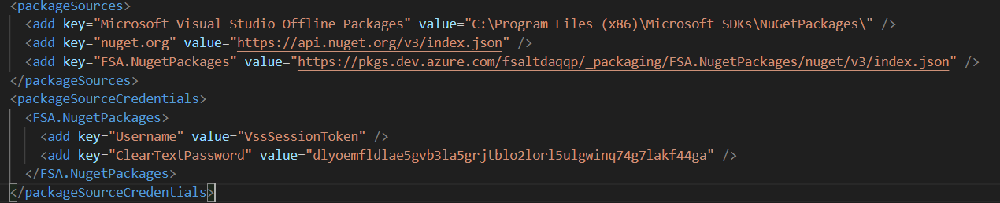 <packageSources>
<add key="Microsoft Visual Studio Offline Packages" value="C:\Program Files (x86)\Microsoft SDKs\NuGetPackages\" />
<add key="nuget.org" value="https://api.nuget.org/v3/index.json" />
<add key="FSA.NugetPackages" value="https://pkgs.dev.azure.com/fsaltdaqqp/_packaging/FSA.NugetPackages/nuget/v3/index.json" />
</packageSources>
<packageSourceCredentials>
<FSA.NugetPackages>
<add key="Username" value="VssSessionToken" />
<add key="ClearTextPassword" value="dlyoemfldlae5gvb3la5grjtblo2lorl5ulgwinq74g7lakf44ga" />
</FSA.NugetPackages>
</packageSourceCredentials>